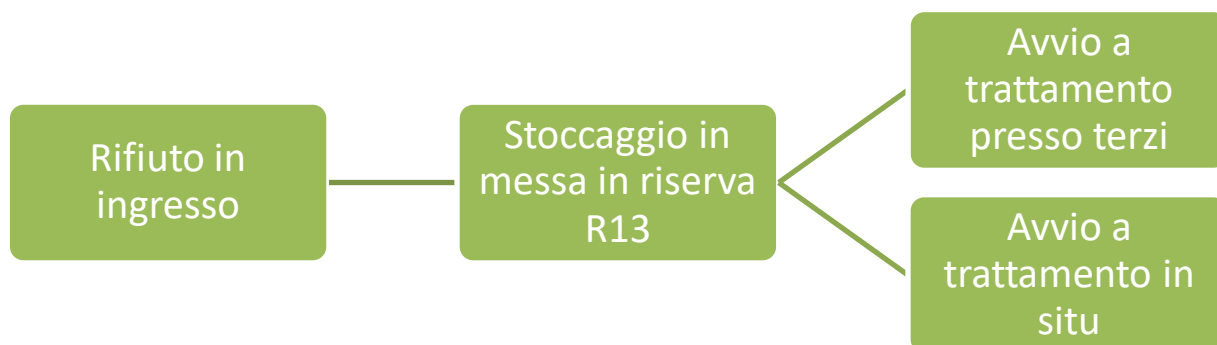 Rifiuto in
ingresso
Stoccaggio in
messa in riserva
R13
Avvio a
trattamento
presso terzi
Avvio a
trattamento in
situ